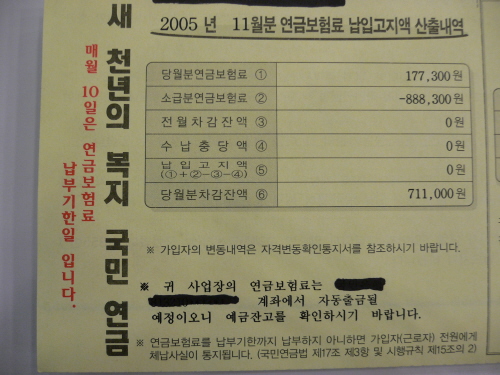 새 천년의 복지 국민 연금
매월 10일은 연금보험료
납부기한일 입니다.
2005 년 11월분 연금보험료 납입고지액 산출내역
당월분연금보험료 ① 177,300원
소급분연금보험료 ② -888,300원
전월차감잔액 ③ 0원
수납충당액 ④ 0원
납입고지액 ⑤ 0원
(①+②-③-④)
당월분차감잔액 ⑥ 711,000원
※ 가입자의 변동내역은 자격변동확인통지서를 참조하시기 바랍니다.
※ 귀 사업장의 연금보험료는
계좌에서 자동출금될
예정이오니 예금잔고를 확인하시기 바랍니다.
※ 연금보험료를 납부기한까지 납부하지 아니하면 가입자(근로자) 전원에게
체납사실이 통지됩니다. (국민연금법 제17조 제3항 및 시행규칙 제15조의 2)